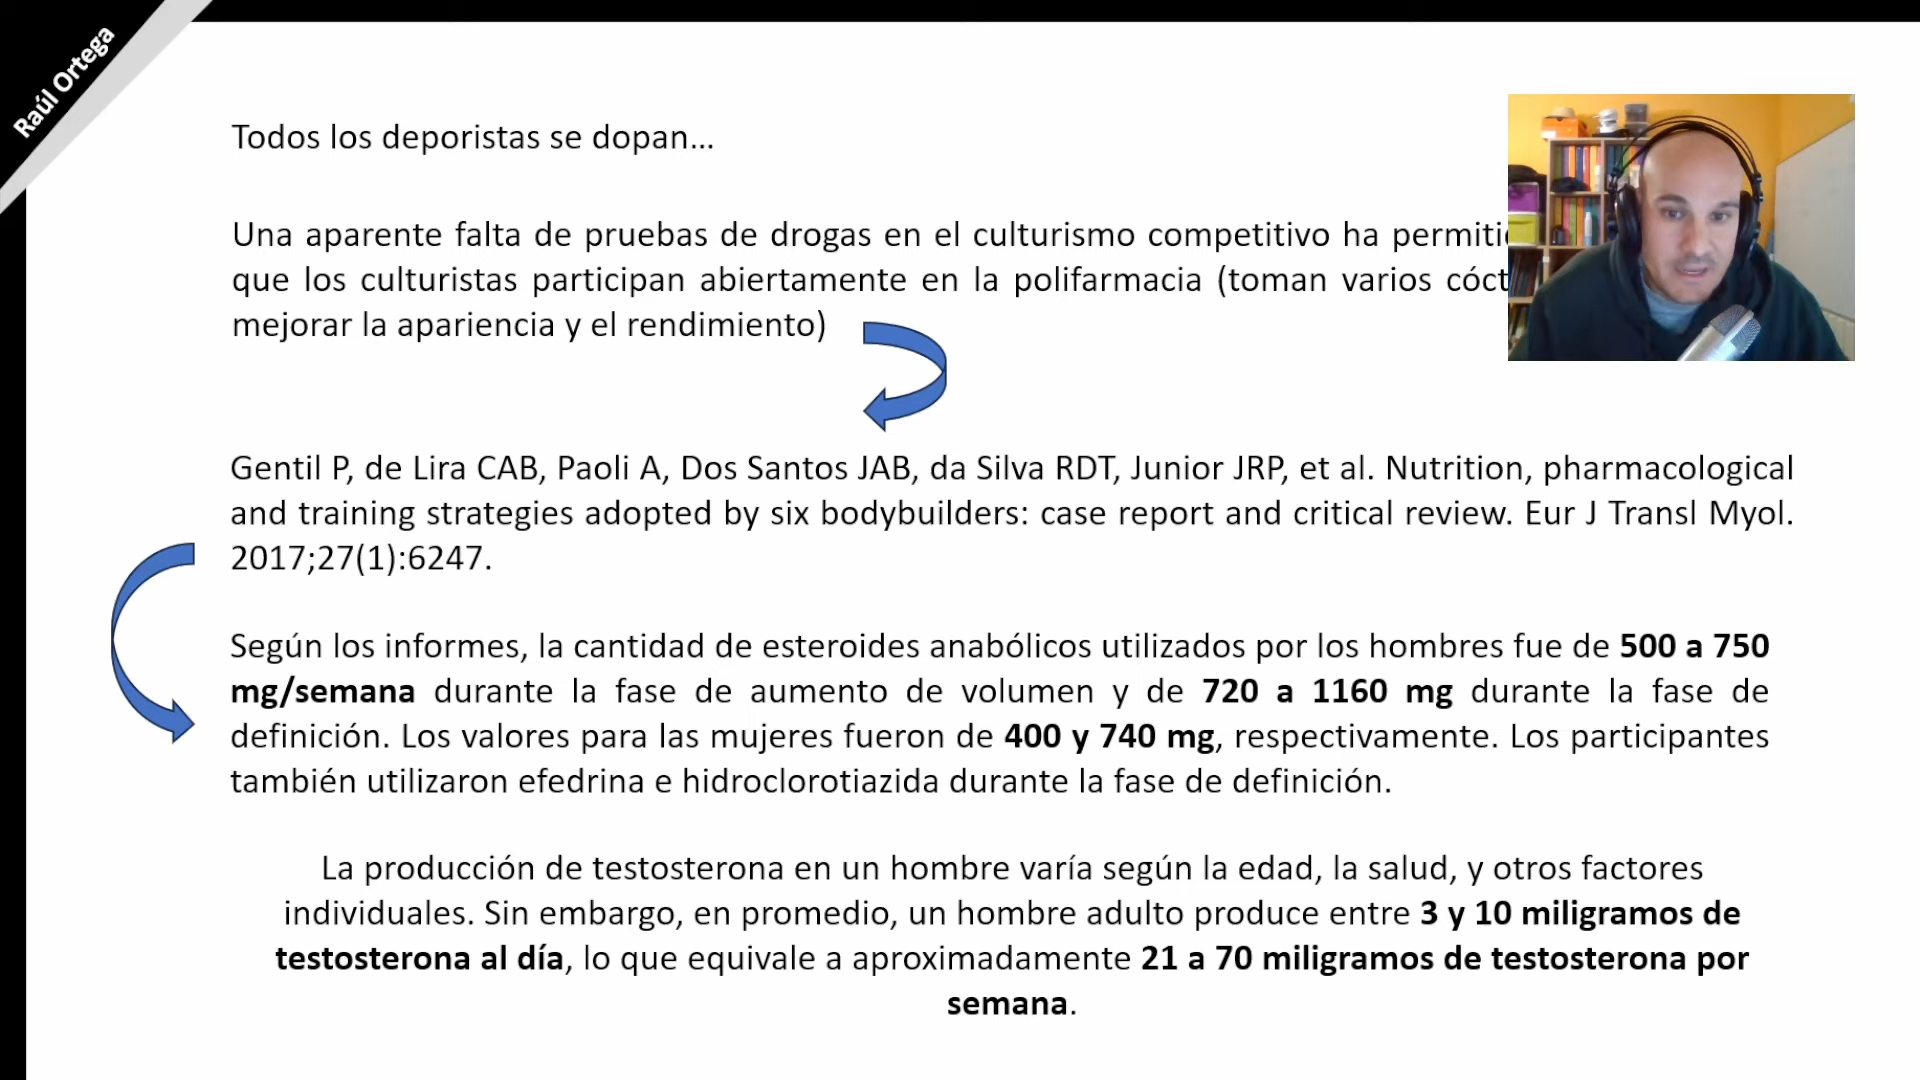 Raúl Ortega
Todos los deporistas se dopan...
Una aparente falta de pruebas de drogas en el culturismo competitivo ha
que los culturistas participan abiertamente en la polifarmacia (toman varios
mejorar la apariencia y el rendimiento)
Gentil P, de Lira CAB, Paoli A, Dos Santos JAB, da Silva RDT, Junior JRP, et al. Nutrition, pharmacological
and training strategies adopted by six bodybuilders: case report and critical review. Eur J Transl Myol.
2017;27(1):6247.
Según los informes, la cantidad de esteroides anabólicos utilizados por los hombres fue de 500 a 750
mg/semana durante la fase de aumento de volumen y de 720 a 1160 mg durante la fase de
definición. Los valores para las mujeres fueron de 400 y 740 mg, respectivamente. Los participantes
también utilizaron efedrina e hidroclorotiazida durante la fase de definición.
La producción de testosterona en un hombre varía según la edad, la salud, y otros factores
individuales. Sin embargo, en promedio, un hombre adulto produce entre 3 y 10 miligramos de
testosterona al día, lo que equivale a aproximadamente 21 a 70 miligramos de testosterona por
semana.